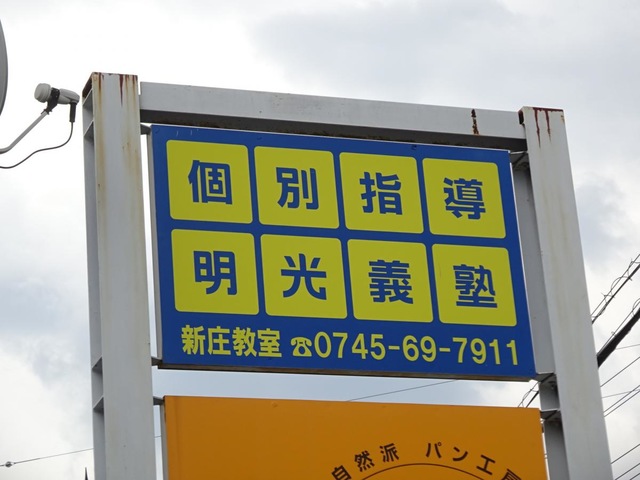 個別指導
明光義塾
新庄教室 ☎0745-69-7911
自然派 パン工房